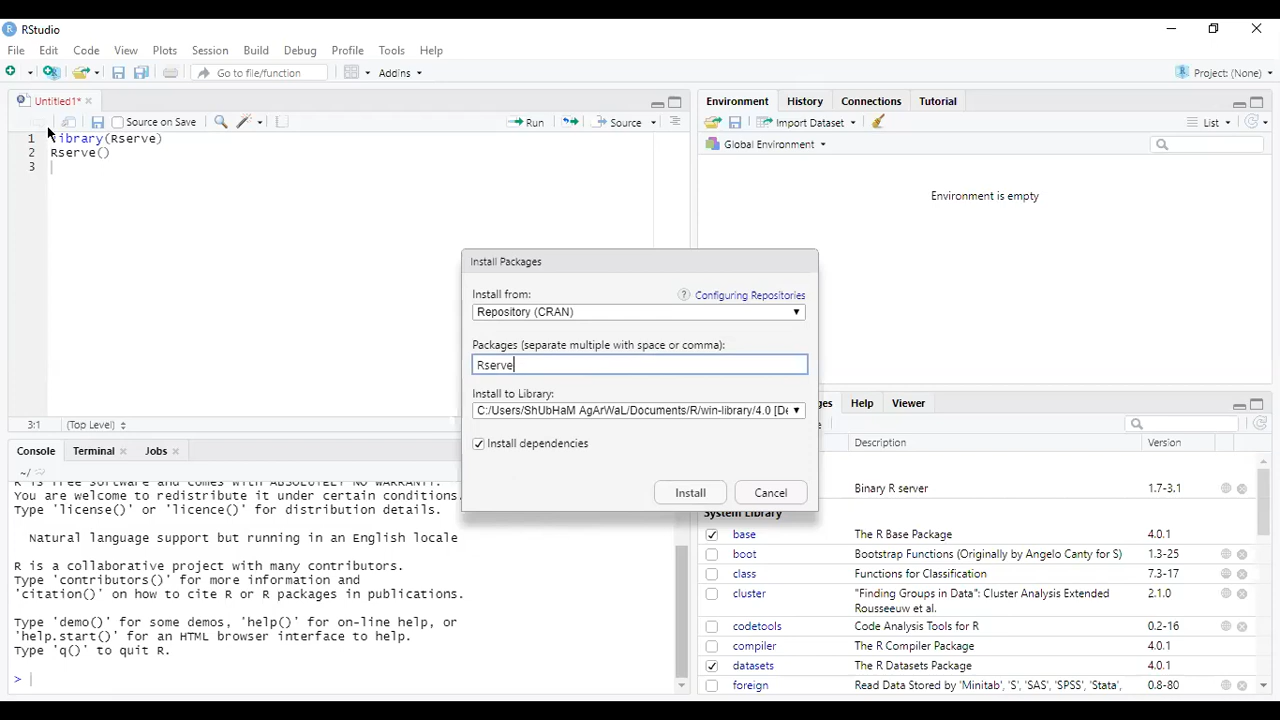 RStudio
File Edit Code View Plots Session Build Debug Profile Tools Help
Go to file/function Addins Project: (None)
Untitled1*
Source on Save Run Source
1 library(Rserve)
2 Rserve()
3
3:1 (Top Level)
Console Terminal Jobs
~/
You are welcome to redistribute it under certain conditions.
Type 'license()' or 'licence()' for distribution details.
Natural language support but running in an English locale
R is a collaborative project with many contributors.
Type 'contributors()' for more information and
'citation()' on how to cite R or R packages in publications.
Type 'demo()' for some demos, 'help()' for on-line help, or
'help.start()' for an HTML browser interface to help.
Type 'q()' to quit R.
>
Environment History Connections Tutorial
Import Dataset List
Global Environment
Environment is empty
Install Packages
Install from: ? Configuring Repositories
Repository (CRAN)
Packages (separate multiple with space or comma):
Rserve
Install to Library:
C:/Users/ShUbHaM AgArWaL/Documents/R/win-library/4.0 [De
Install dependencies
Install Cancel
Help Viewer
Description Version
Binary R server 1.7-3.1
System Library
base The R Base Package 4.0.1
boot Bootstrap Functions (Originally by Angelo Canty for S) 1.3-25
class Functions for Classification 7.3-17
cluster "Finding Groups in Data": Cluster Analysis Extended 2.1.0
Rousseeuw et al.
codetools Code Analysis Tools for R 0.2-16
compiler The R Compiler Package 4.0.1
datasets The R Datasets Package 4.0.1
foreign Read Data Stored by 'Minitab', 'S', 'SAS', 'SPSS', 'Stata', 0.8-80